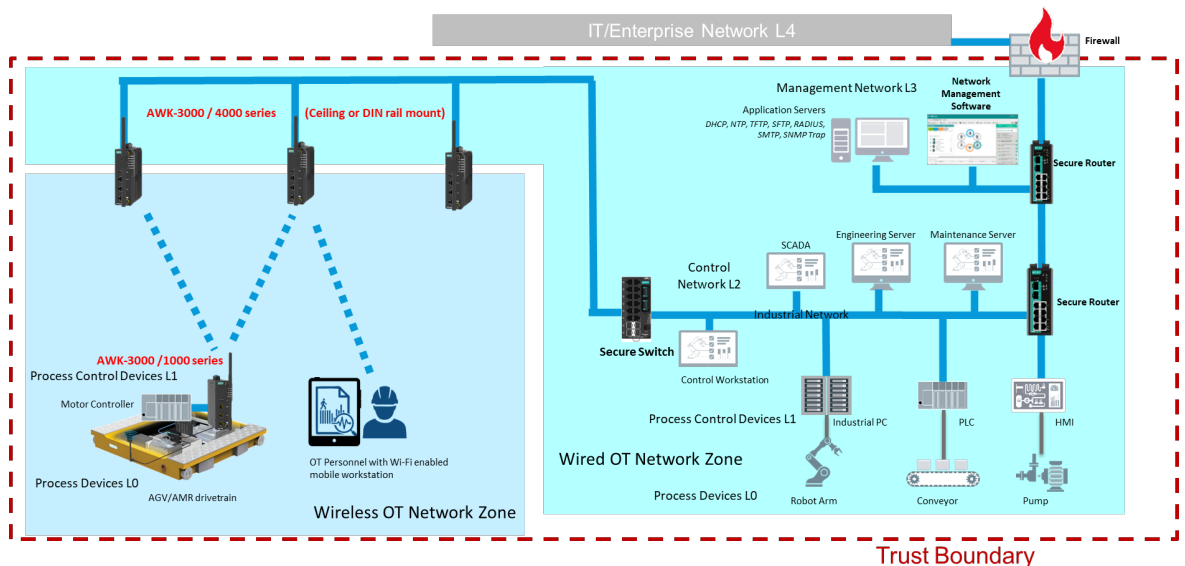 IT/Enterprise Network L4
Firewall
Management Network L3
Network
Management
Software
Application Servers
DHCP, NTP, TFTP, SFTP, RADIUS,
SMTP, SNMP Trap
AWK-3000 / 4000 series
(Ceiling or DIN rail mount)
Secure Router
SCADA
Engineering Server
Maintenance Server
Control
Network L2
Secure Router
Industrial Network
Secure Switch
Control Workstation
AWK-3000 /1000 series
Process Control Devices L1
Motor Controller
Process Control Devices L1
Industrial PC
PLC
HMI
OT Personnel with Wi-Fi enabled
mobile workstation
Wired OT Network Zone
Process Devices L0
AGV/AMR drivetrain
Process Devices L0
Robot Arm
Conveyor
Pump
Wireless OT Network Zone
Trust Boundary